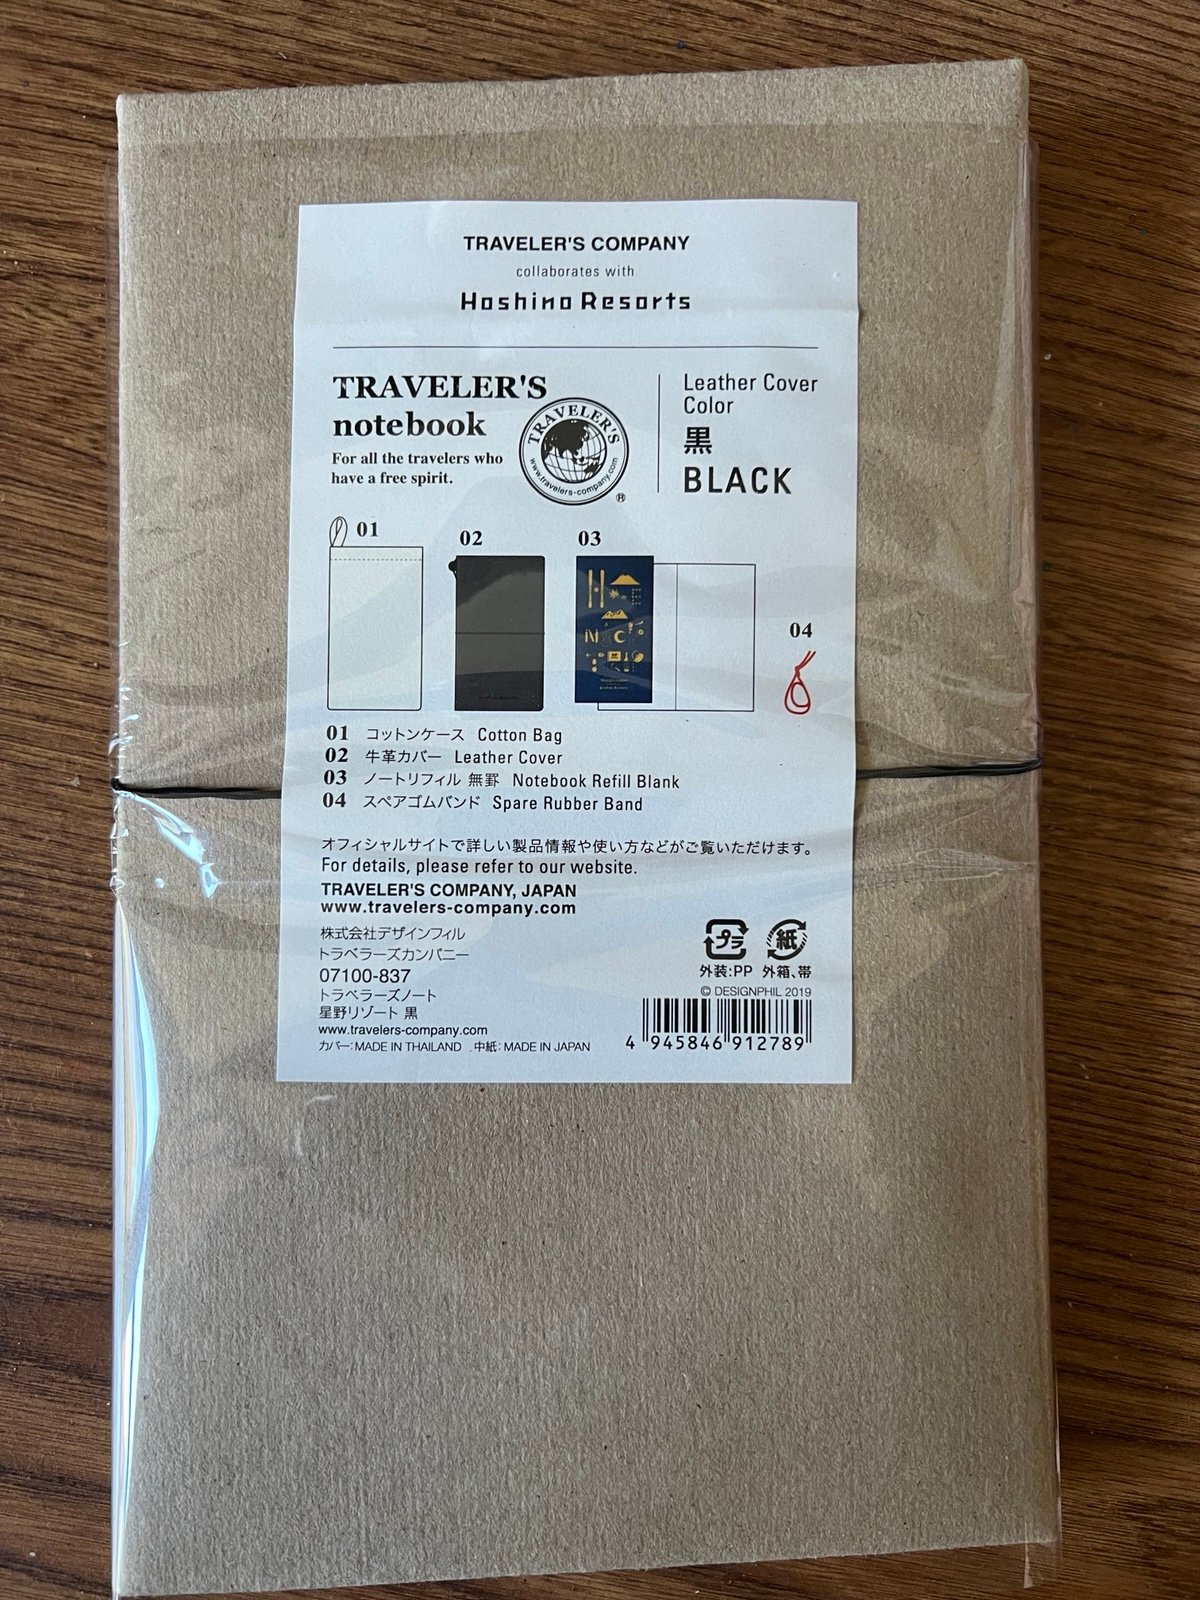 TRAVELER'S COMPANY
collaborates with
Hoshino Resorts
TRAVELER'S
notebook
For all the travelers who
have a free spirit.
TRAVELER'S
www.travelers-company.com
®
Leather Cover
Color
黒
BLACK
01
02
03
04
01 コットンケース Cotton Bag
02 牛革カバー Leather Cover
03 ノートリフィル 無罫 Notebook Refill Blank
04 スペアゴムバンド Spare Rubber Band
オフィシャルサイトで詳しい製品情報や使い方などがご覧いただけます。
For details, please refer to our website.
TRAVELER'S COMPANY, JAPAN
www.travelers-company.com
株式会社デザインフィル
トラベラーズカンパニー
07100-837
トラベラーズノート
星野リゾート 黒
www.travelers-company.com
カバー：MADE IN THAILAND . 中紙：MADE IN JAPAN
プラ 紙
外装:PP 外箱、帯
© DESIGNPHIL 2019
4 945846 912789